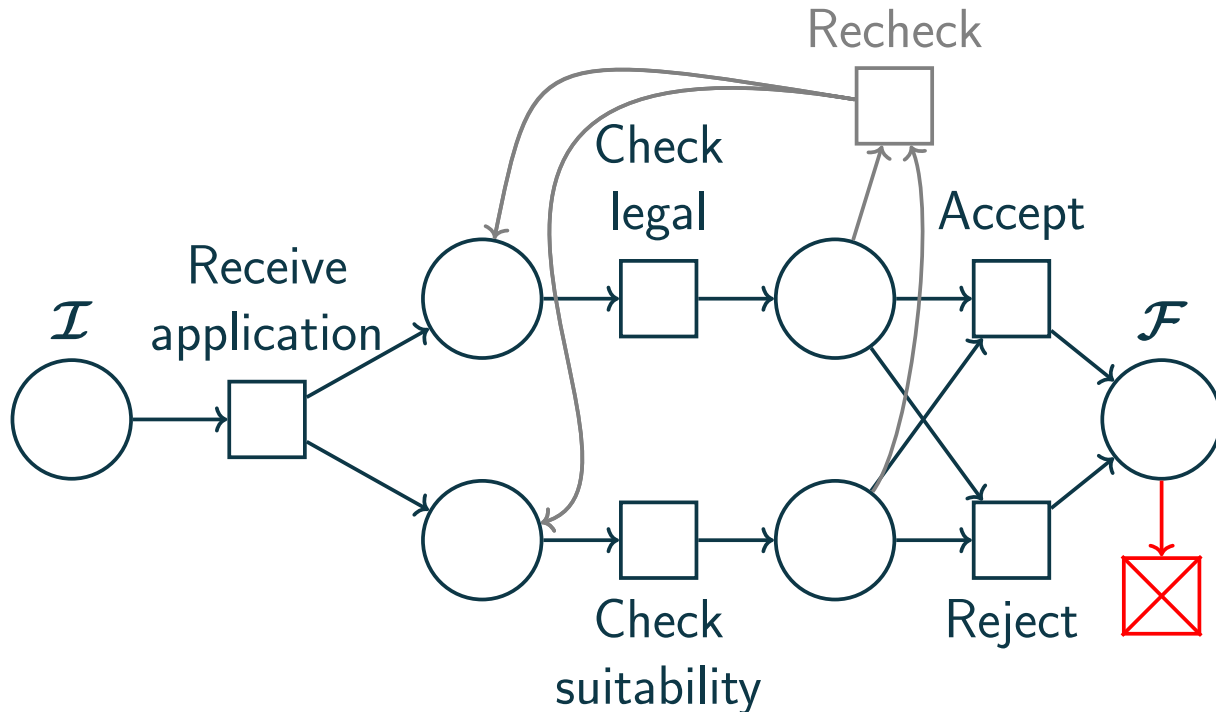 Recheck
Check
legal
Accept
Receive
application
𝓘
𝓕
Check
suitability
Reject